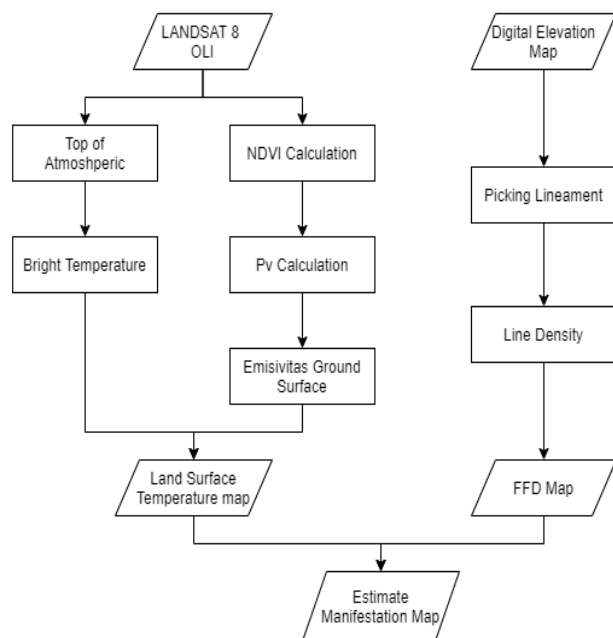 LANDSAT 8
OLI
Digital Elevation
Map
Top of
Atmoshperic
NDVI Calculation
Picking Lineament
Bright Temperature
Pv Calculation
Line Density
Emisivitas Ground
Surface
Land Surface
Temperature map
FFD Map
Estimate
Manifestation Map